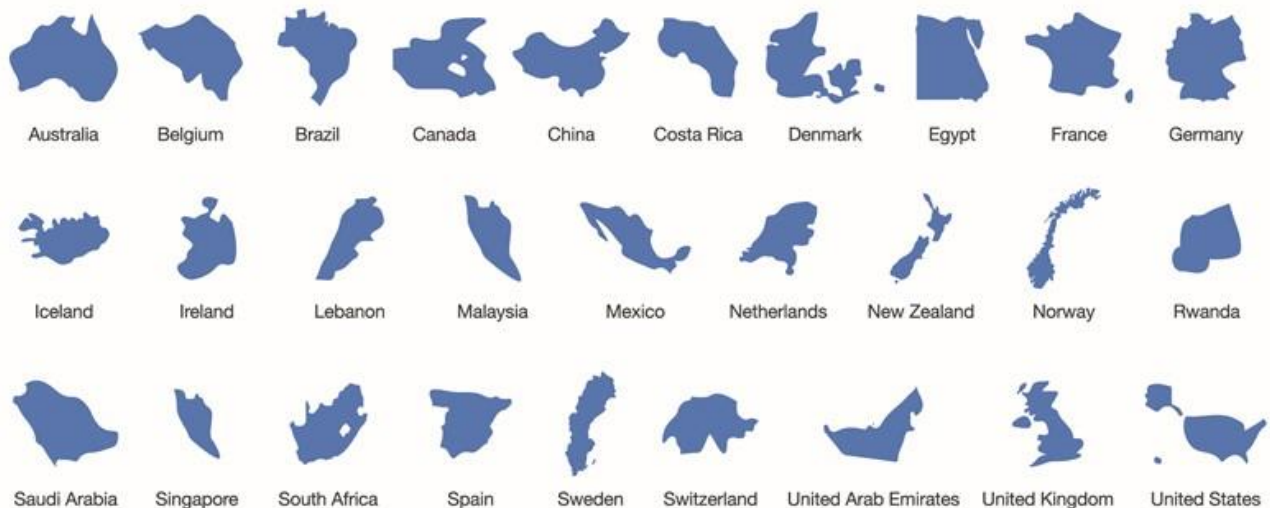 Australia Belgium Brazil Canada China Costa Rica Denmark Egypt France Germany
Iceland Ireland Lebanon Malaysia Mexico Netherlands New Zealand Norway Rwanda
Saudi Arabia Singapore South Africa Spain Sweden Switzerland United Arab Emirates United Kingdom United States